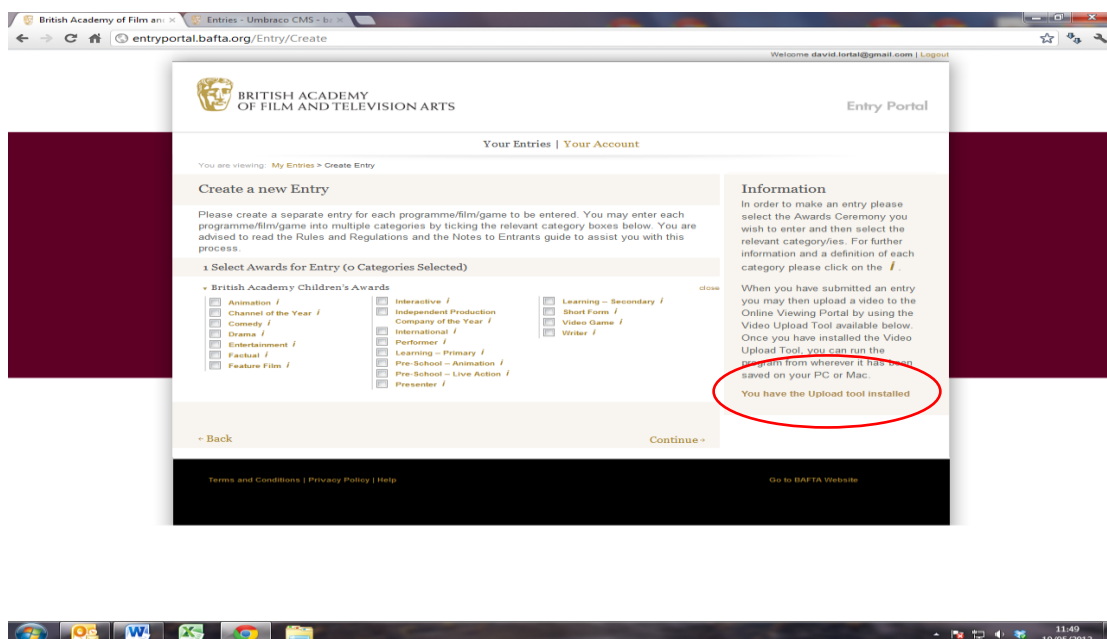 British Academy of Film an
Entries - Umbraco CMS - b
entryportal.bafta.org/Entry/Create
Welcome david.lortal@gmail.com | Logout
BRITISH ACADEMY
OF FILM AND TELEVISION ARTS
Entry Portal
Your Entries | Your Account
You are viewing: My Entries > Create Entry
Create a new Entry
Please create a separate entry for each programme/film/game to be entered. You may enter each
programme/film/game into multiple categories by ticking the relevant category boxes below. You are
advised to read the Rules and Regulations and the Notes to Entrants guide to assist you with this
process.
1 Select Awards for Entry (0 Categories Selected)
British Academy Children's Awards
close
Animation i
Channel of the Year i
Comedy i
Drama i
Entertainment i
Factual i
Feature Film i
Interactive i
Independent Production
Company of the Year i
International i
Performer i
Learning – Primary i
Pre-School – Animation i
Pre-School – Live Action i
Presenter i
Learning – Secondary i
Short Form i
Video Game i
Writer i
Back
Continue
Information
In order to make an entry please
select the Awards Ceremony you
wish to enter and then select the
relevant category/ies. For further
information and a definition of each
category please click on the i .
When you have submitted an entry
you may then upload a video to the
Online Viewing Portal by using the
Video Upload Tool available below.
Once you have installed the Video
Upload Tool, you can run the
program from wherever it has been
saved on your PC or Mac.
You have the Upload tool installed
Terms and Conditions | Privacy Policy | Help
Go to BAFTA Website
11:49
10/05/2012